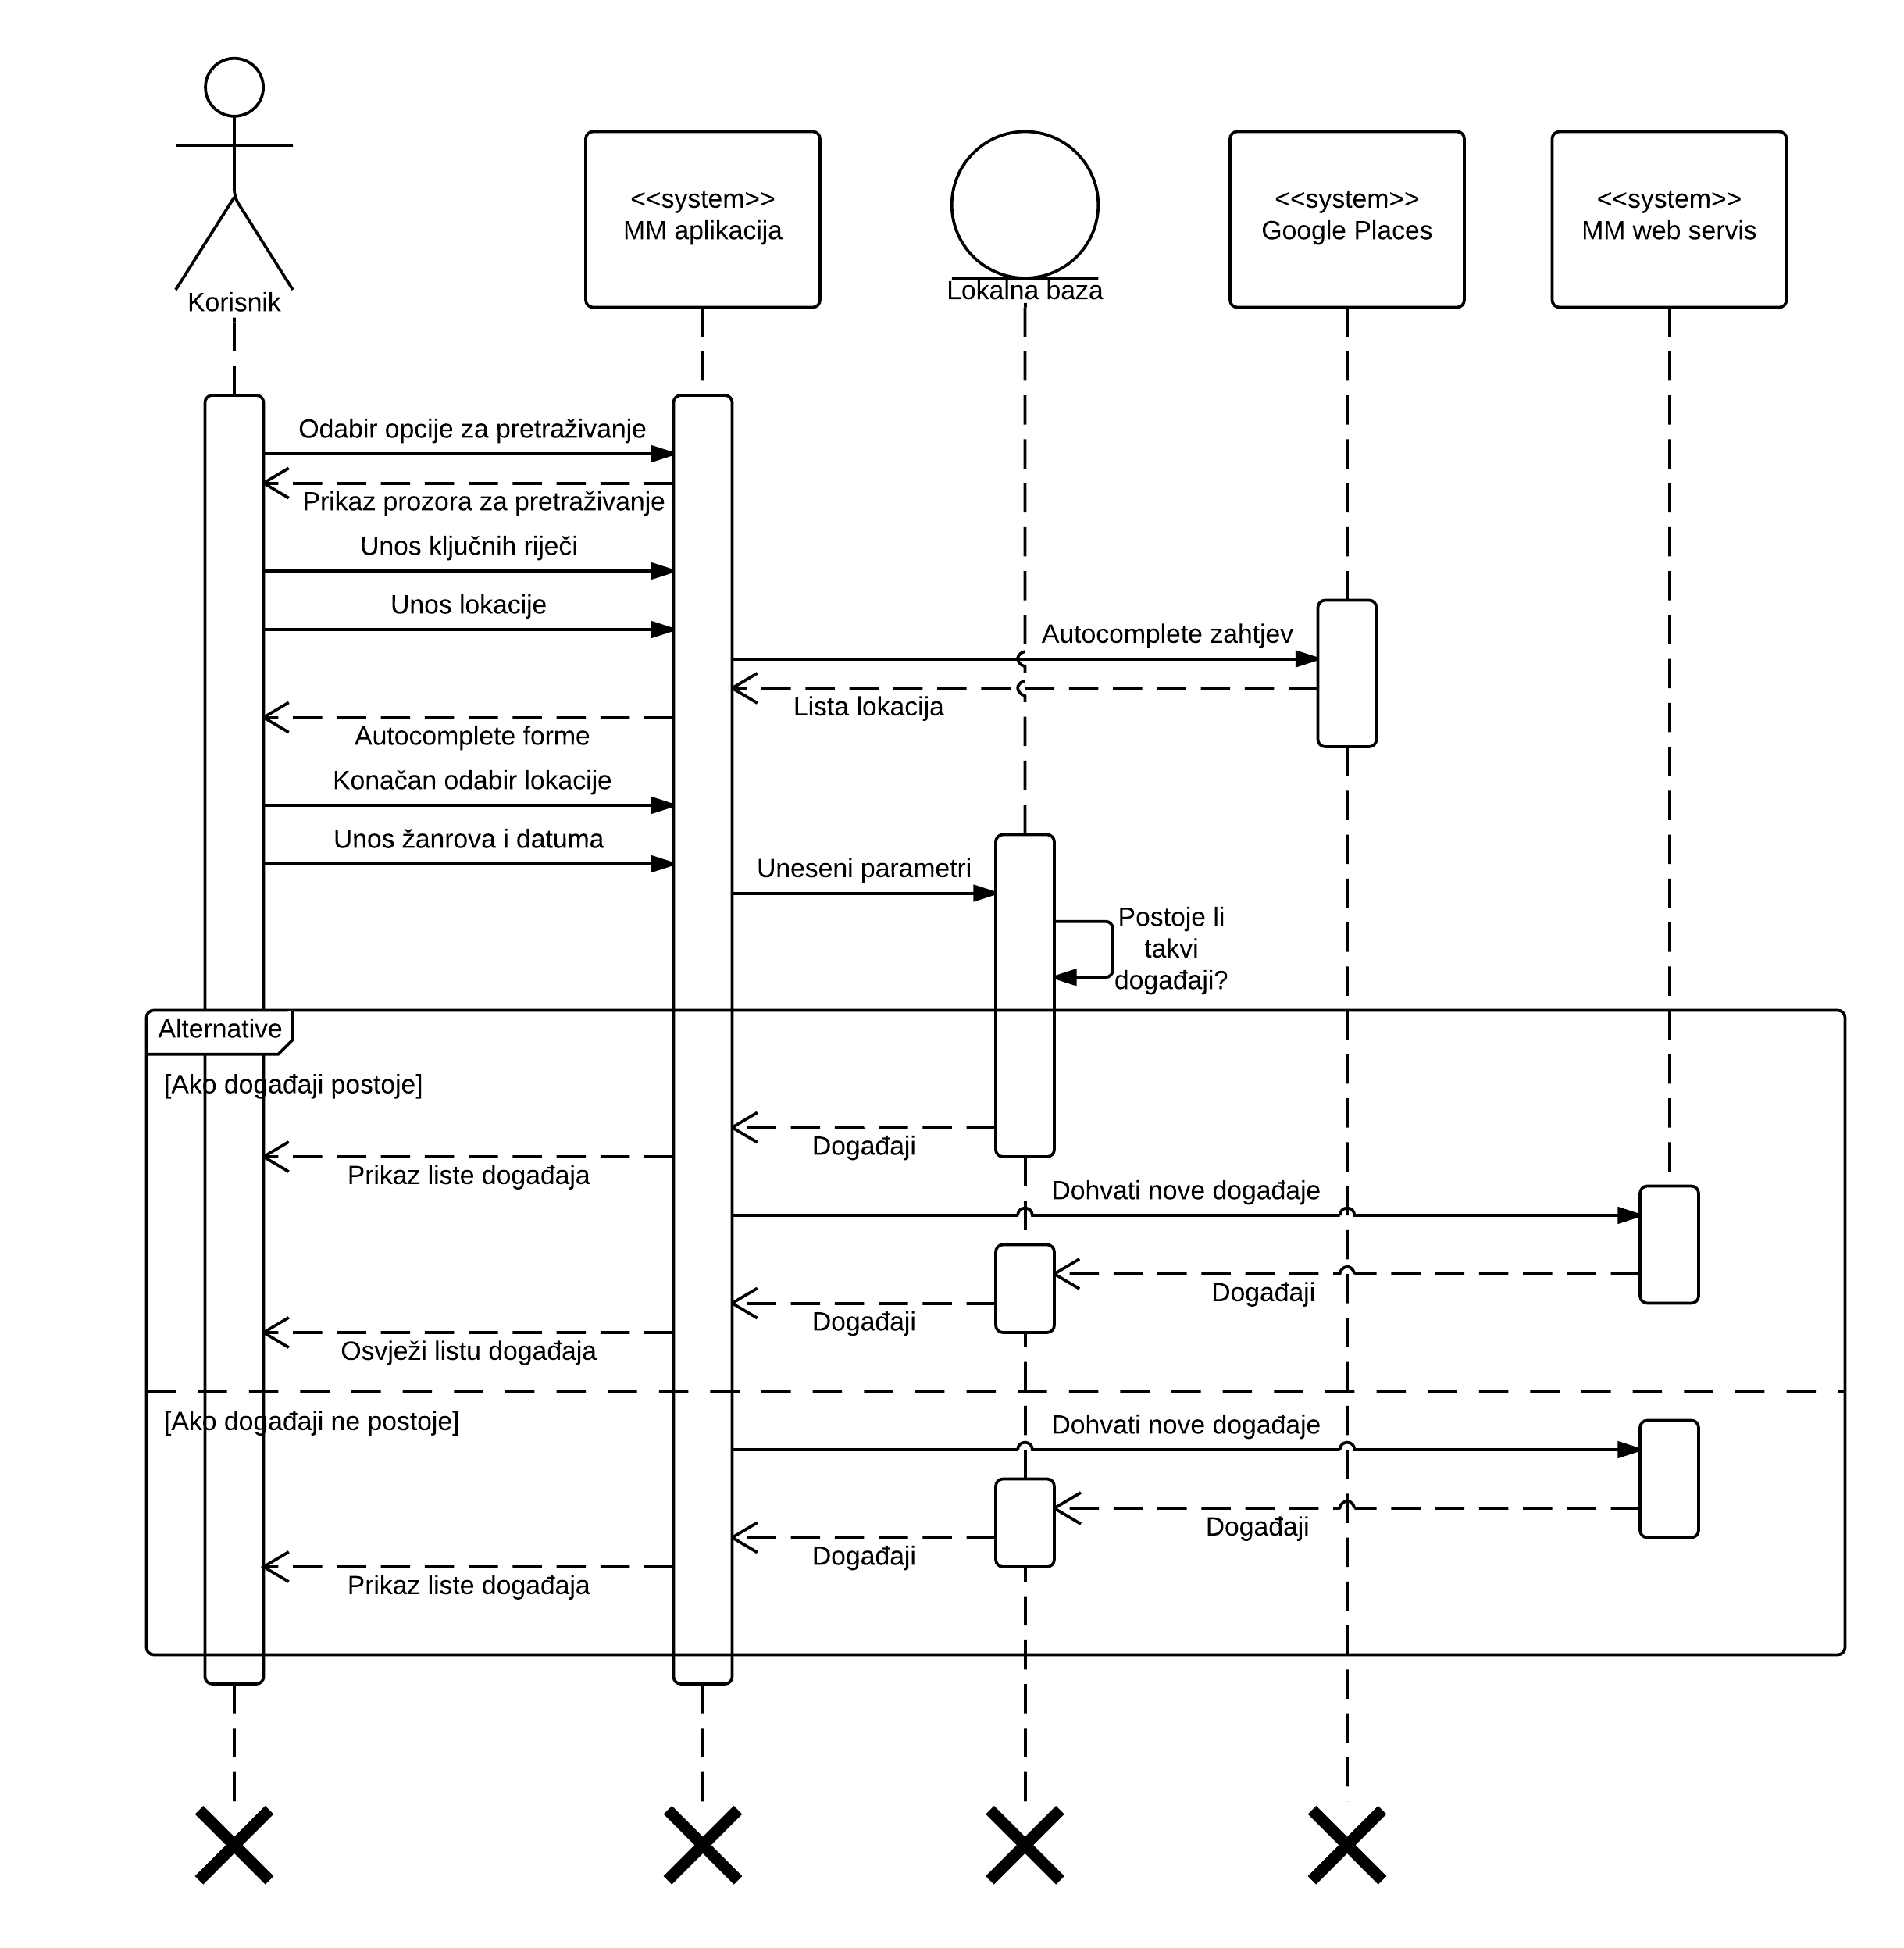 Korisnik
<<system>>
MM aplikacija
Lokalna baza
<<system>>
Google Places
<<system>>
MM web servis
Odabir opcije za pretraživanje
Prikaz prozora za pretraživanje
Unos ključnih riječi
Unos lokacije
Autocomplete zahtjev
Lista lokacija
Autocomplete forme
Konačan odabir lokacije
Unos žanrova i datuma
Uneseni parametri
Postoje li
takvi
događaji?
Alternative
[Ako događaji postoje]
Događaji
Prikaz liste događaja
Dohvati nove događaje
Događaji
Događaji
Osvježi listu događaja
[Ako događaji ne postoje]
Dohvati nove događaje
Događaji
Događaji
Prikaz liste događaja